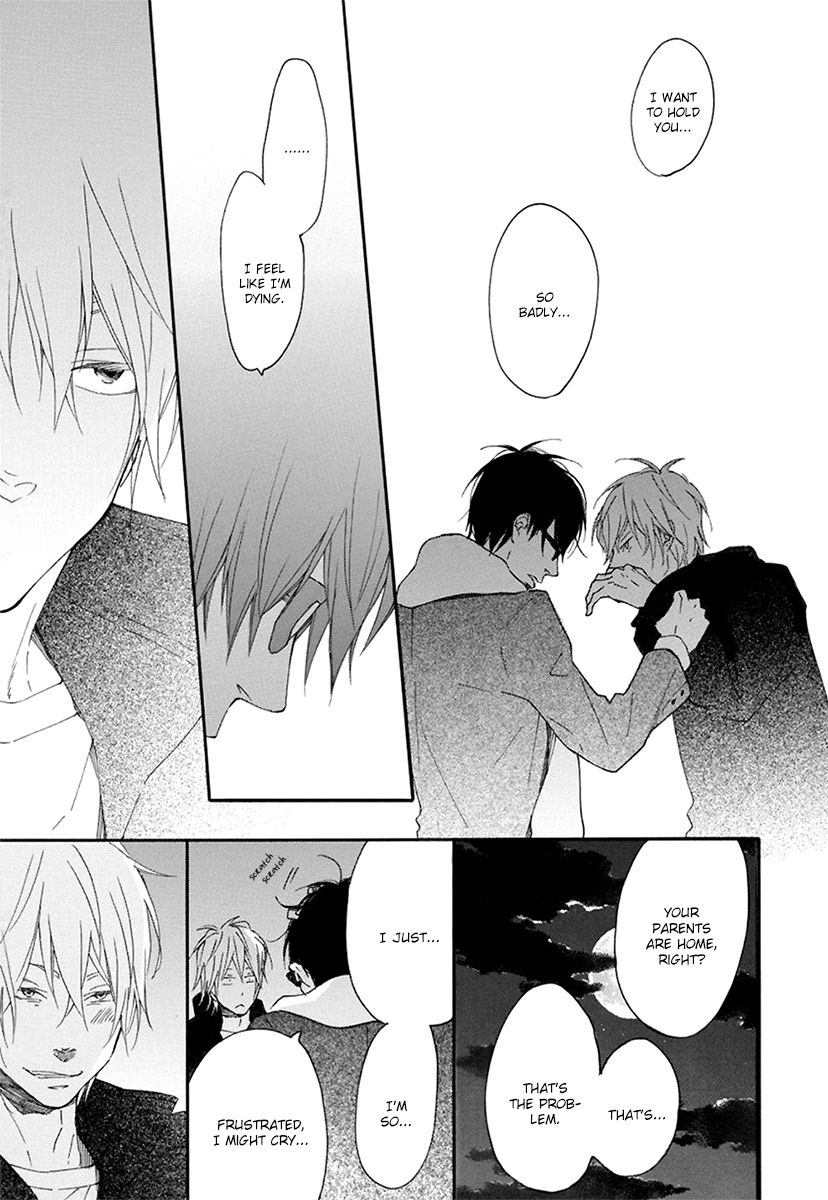 I WANT
TO HOLD
YOU...
SO
BADLY...
......
I FEEL
LIKE I'M
DYING.
YOUR
PARENTS
ARE HOME,
RIGHT?
THAT'S...
THAT'S
THE PROB-
LEM.
I JUST...
I'M
SO...
FRUSTRATED,
I MIGHT CRY...
scratch
scratch